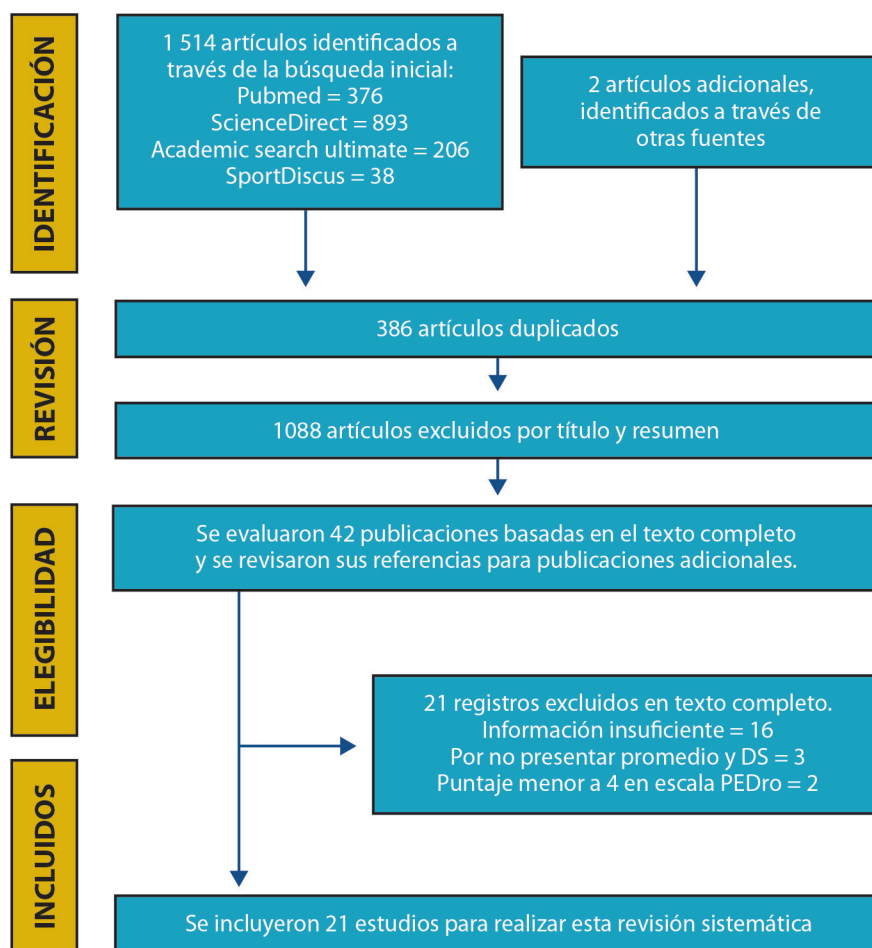 IDENTIFICACIÓN
1 514 artículos identificados a
través de la búsqueda inicial:
Pubmed = 376
ScienceDirect = 893
Academic search ultimate = 206
SportDiscus = 38
2 artículos adicionales,
identificados a través de
otras fuentes
REVISIÓN
386 artículos duplicados
1088 artículos excluidos por título y resumen
ELEGIBILIDAD
Se evaluaron 42 publicaciones basadas en el texto completo
y se revisaron sus referencias para publicaciones adicionales.
21 registros excluidos en texto completo.
Información insuficiente = 16
Por no presentar promedio y DS = 3
Puntaje menor a 4 en escala PEDro = 2
INCLUIDOS
Se incluyeron 21 estudios para realizar esta revisión sistemática